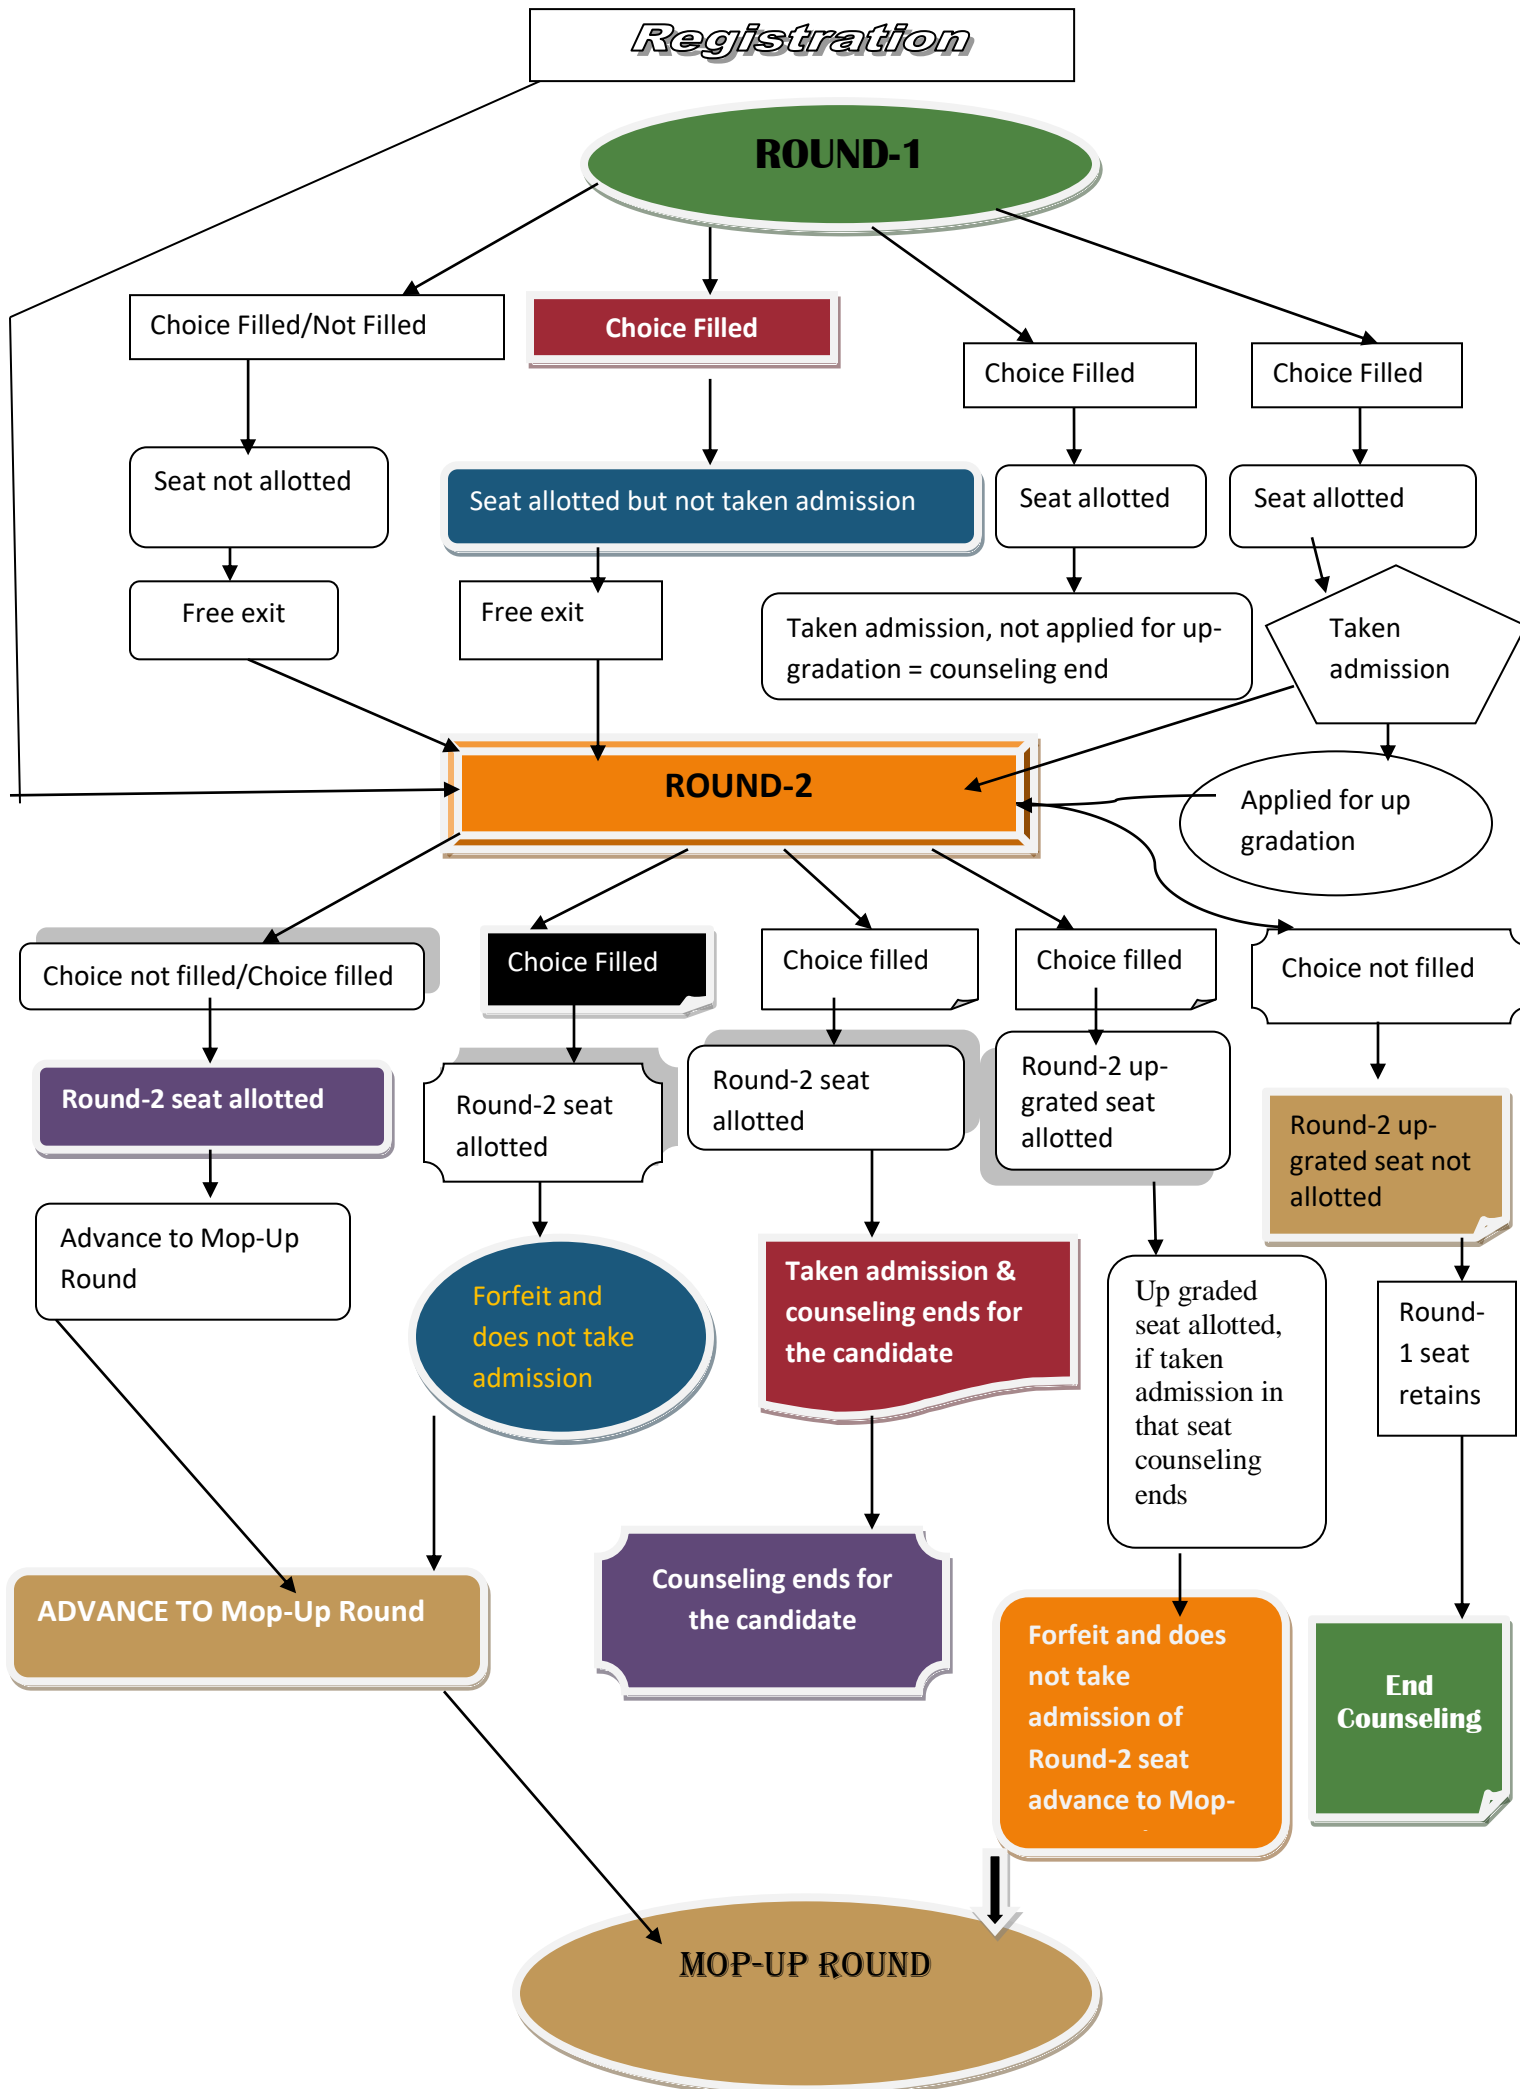 Registration
ROUND-1
Choice Filled/Not Filled
Choice Filled
Choice Filled
Choice Filled
Seat not allotted
Seat allotted but not taken admission
Seat allotted
Seat allotted
Free exit
Free exit
Taken admission, not applied for up-
gradation = counseling end
Taken
admission
ROUND-2
Applied for up
gradation
Choice not filled/Choice filled
Choice Filled
Choice filled
Choice filled
Choice not filled
Round-2 seat allotted
Round-2 seat
allotted
Round-2 seat
allotted
Round-2 up-
grated seat
allotted
Round-2 up-
grated seat not
allotted
Advance to Mop-Up
Round
Forfeit and
does not take
admission
Taken admission &
counseling ends for
the candidate
Up graded
seat allotted,
if taken
admission in
that seat
counseling
ends
Round-
1 seat
retains
ADVANCE TO Mop-Up Round
Counseling ends for
the candidate
Forfeit and does
not take
admission of
Round-2 seat
advance to Mop-
End
Counseling
MOP-UP ROUND